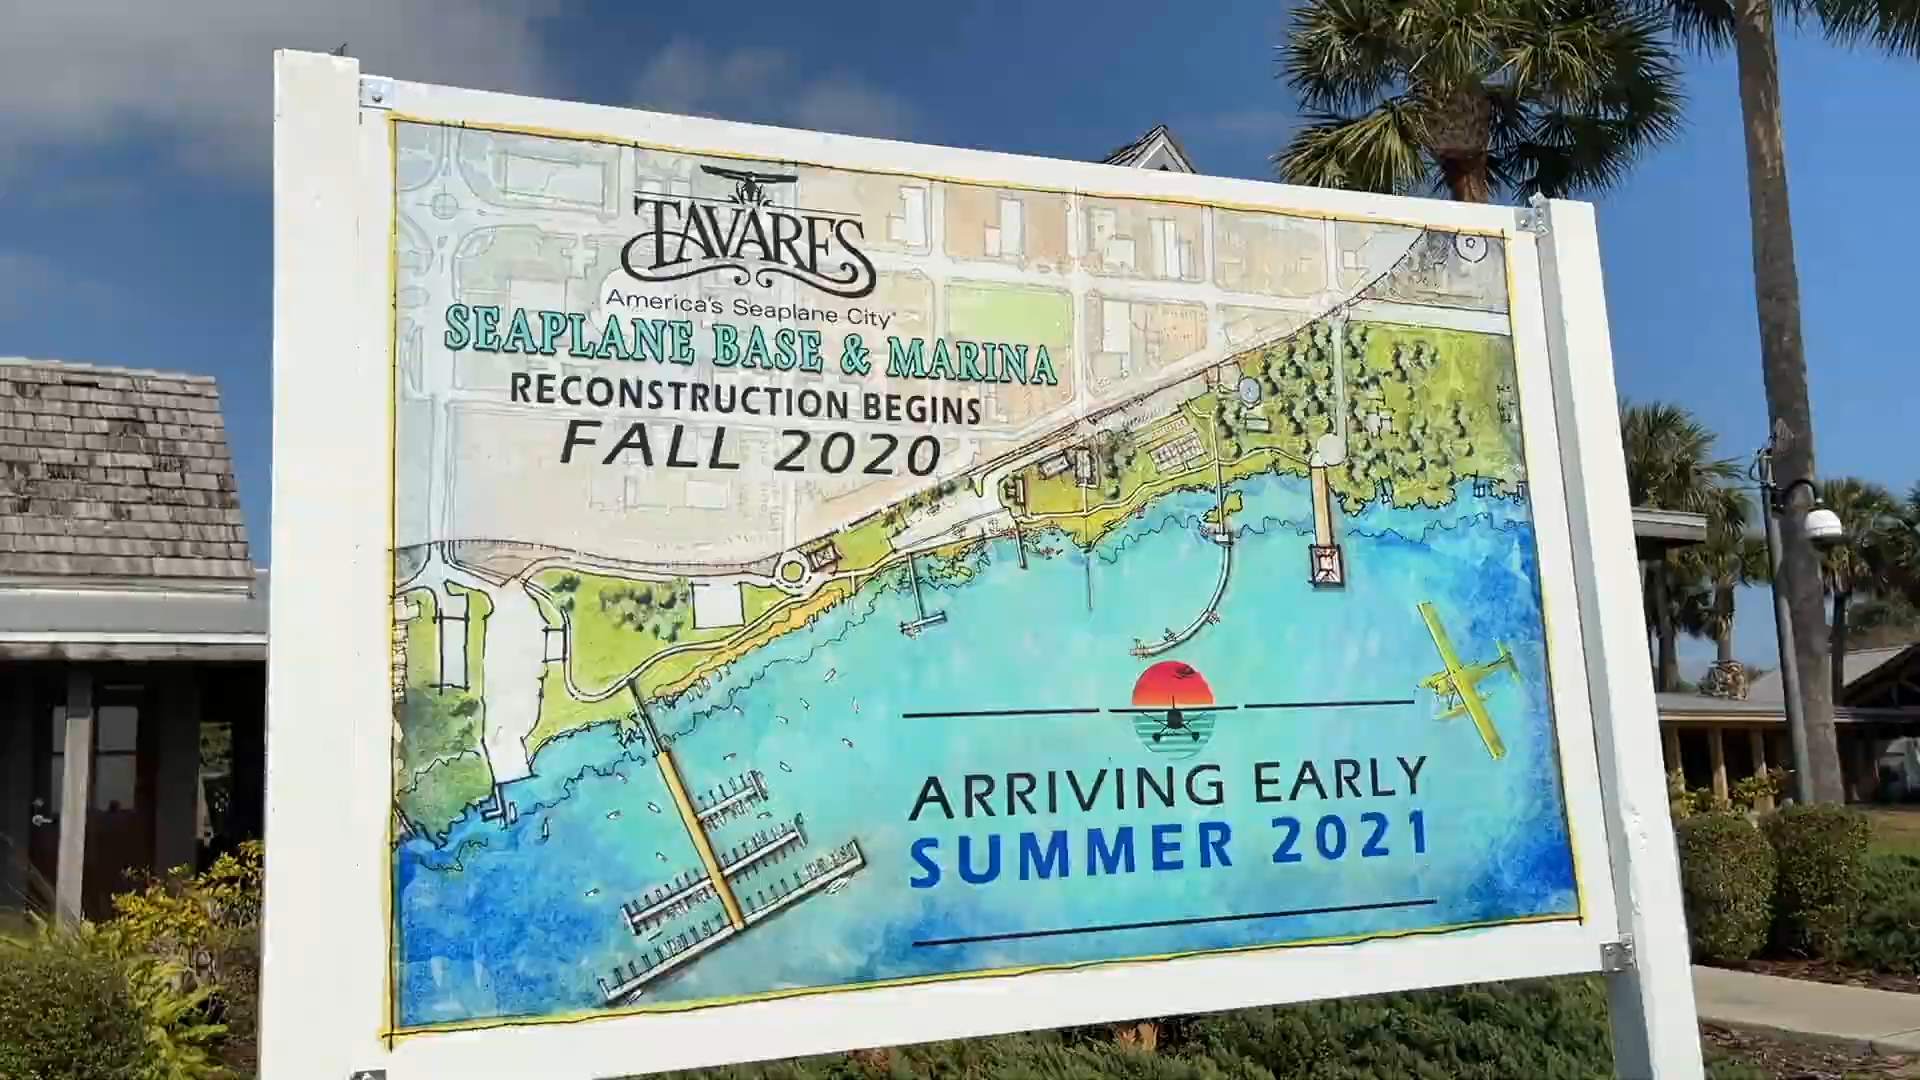 TAVARES
America's Seaplane City
SEAPLANE BASE & MARINA
RECONSTRUCTION BEGINS
FALL 2020
ARRIVING EARLY
SUMMER 2021